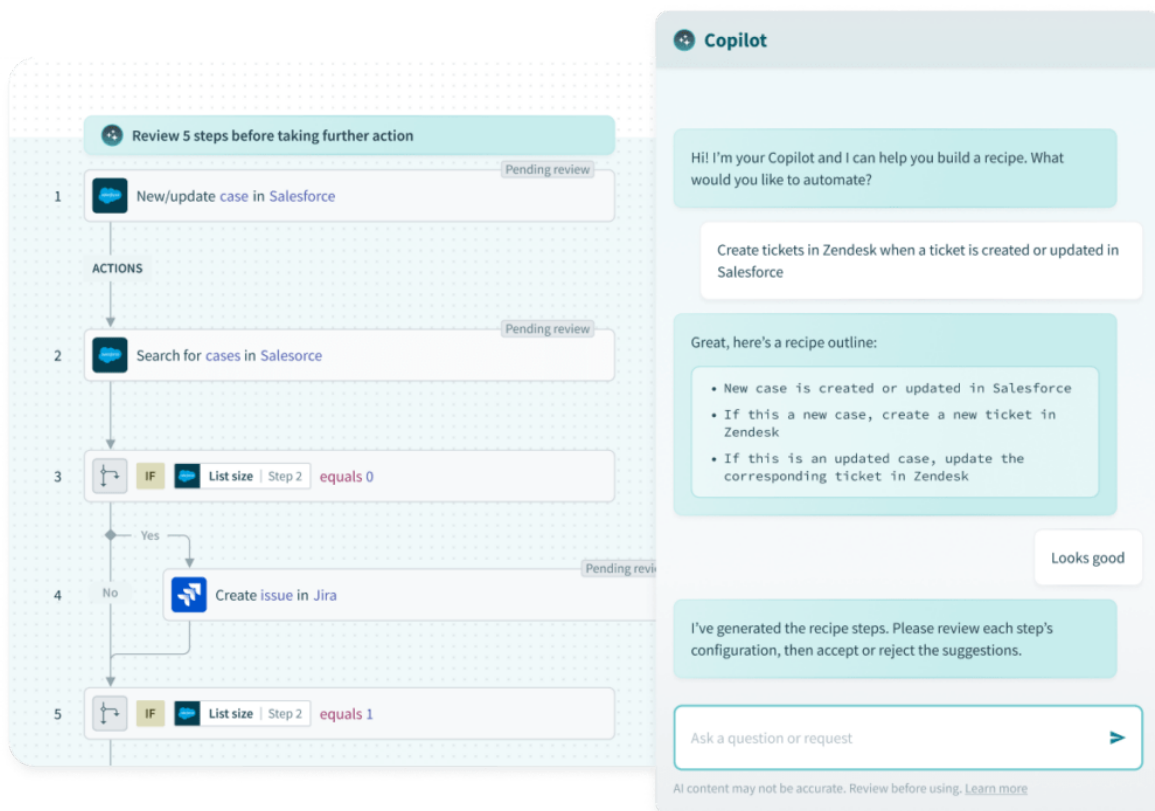 Review 5 steps before taking further action
Pending review
1
New/update case in Salesforce
ACTIONS
Pending review
2
Search for cases in Salesorce
3
IF
List size | Step 2
equals 0
Yes
Pending revie
No
4
Create issue in Jira
5
IF
List size | Step 2
equals 1
Copilot
Hi! I'm your Copilot and I can help you build a recipe. What
would you like to automate?
Create tickets in Zendesk when a ticket is created or updated in
Salesforce
Great, here's a recipe outline:
• New case is created or updated in Salesforce
• If this a new case, create a new ticket in
Zendesk
• If this is an updated case, update the
corresponding ticket in Zendesk
Looks good
I've generated the recipe steps. Please review each step's
configuration, then accept or reject the suggestions.
Ask a question or request
AI content may not be accurate. Review before using. Learn more